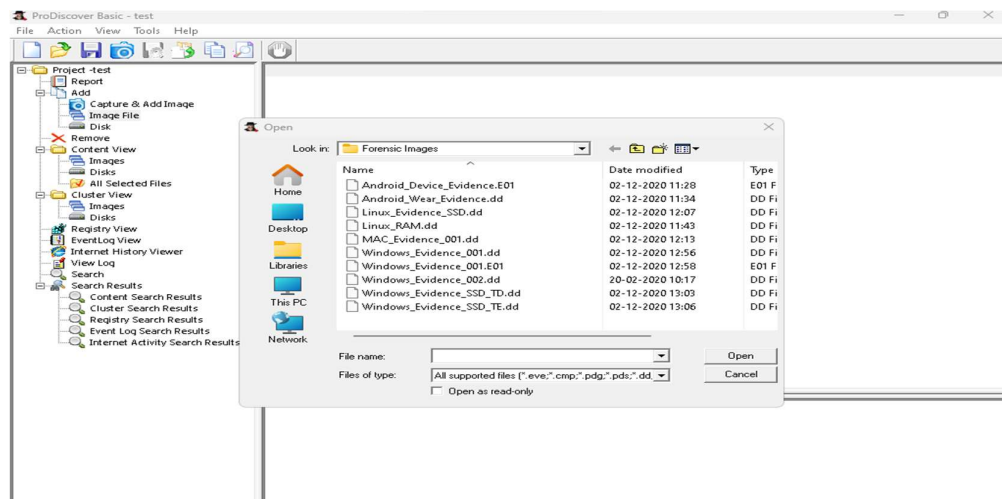 ProDiscover Basic - test
File Action View Tools Help
Project -test
Report
Add
Capture & Add Image
Image File
Disk
Remove
Content View
Images
Disks
All Selected Files
Cluster View
Images
Disks
Registry View
EventLog View
Internet History Viewer
View Log
Search
Search Results
Content Search Results
Cluster Search Results
Registry Search Results
Event Log Search Results
Internet Activity Search Results
Open
Look in: Forensic Images
Home
Desktop
Libraries
This PC
Network
Name Date modified Type
Android_Device_Evidence.E01 02-12-2020 11:28 E01 F
Android_Wear_Evidence.dd 02-12-2020 11:34 DD Fi
Linux_Evidence_SSD.dd 02-12-2020 12:07 DD Fi
Linux_RAM.dd 02-12-2020 11:43 DD Fi
MAC_Evidence_001.dd 02-12-2020 12:13 DD Fi
Windows_Evidence_001.dd 02-12-2020 12:56 DD Fi
Windows_Evidence_001.E01 02-12-2020 12:58 E01 F
Windows_Evidence_002.dd 20-02-2020 10:17 DD Fi
Windows_Evidence_SSD_TD.dd 02-12-2020 13:03 DD Fi
Windows_Evidence_SSD_TE.dd 02-12-2020 13:06 DD Fi
File name: Open
Files of type: All supported files (*.eve;*.cmp;*.pdg;*.pds;*.dd, Cancel
Open as read-only